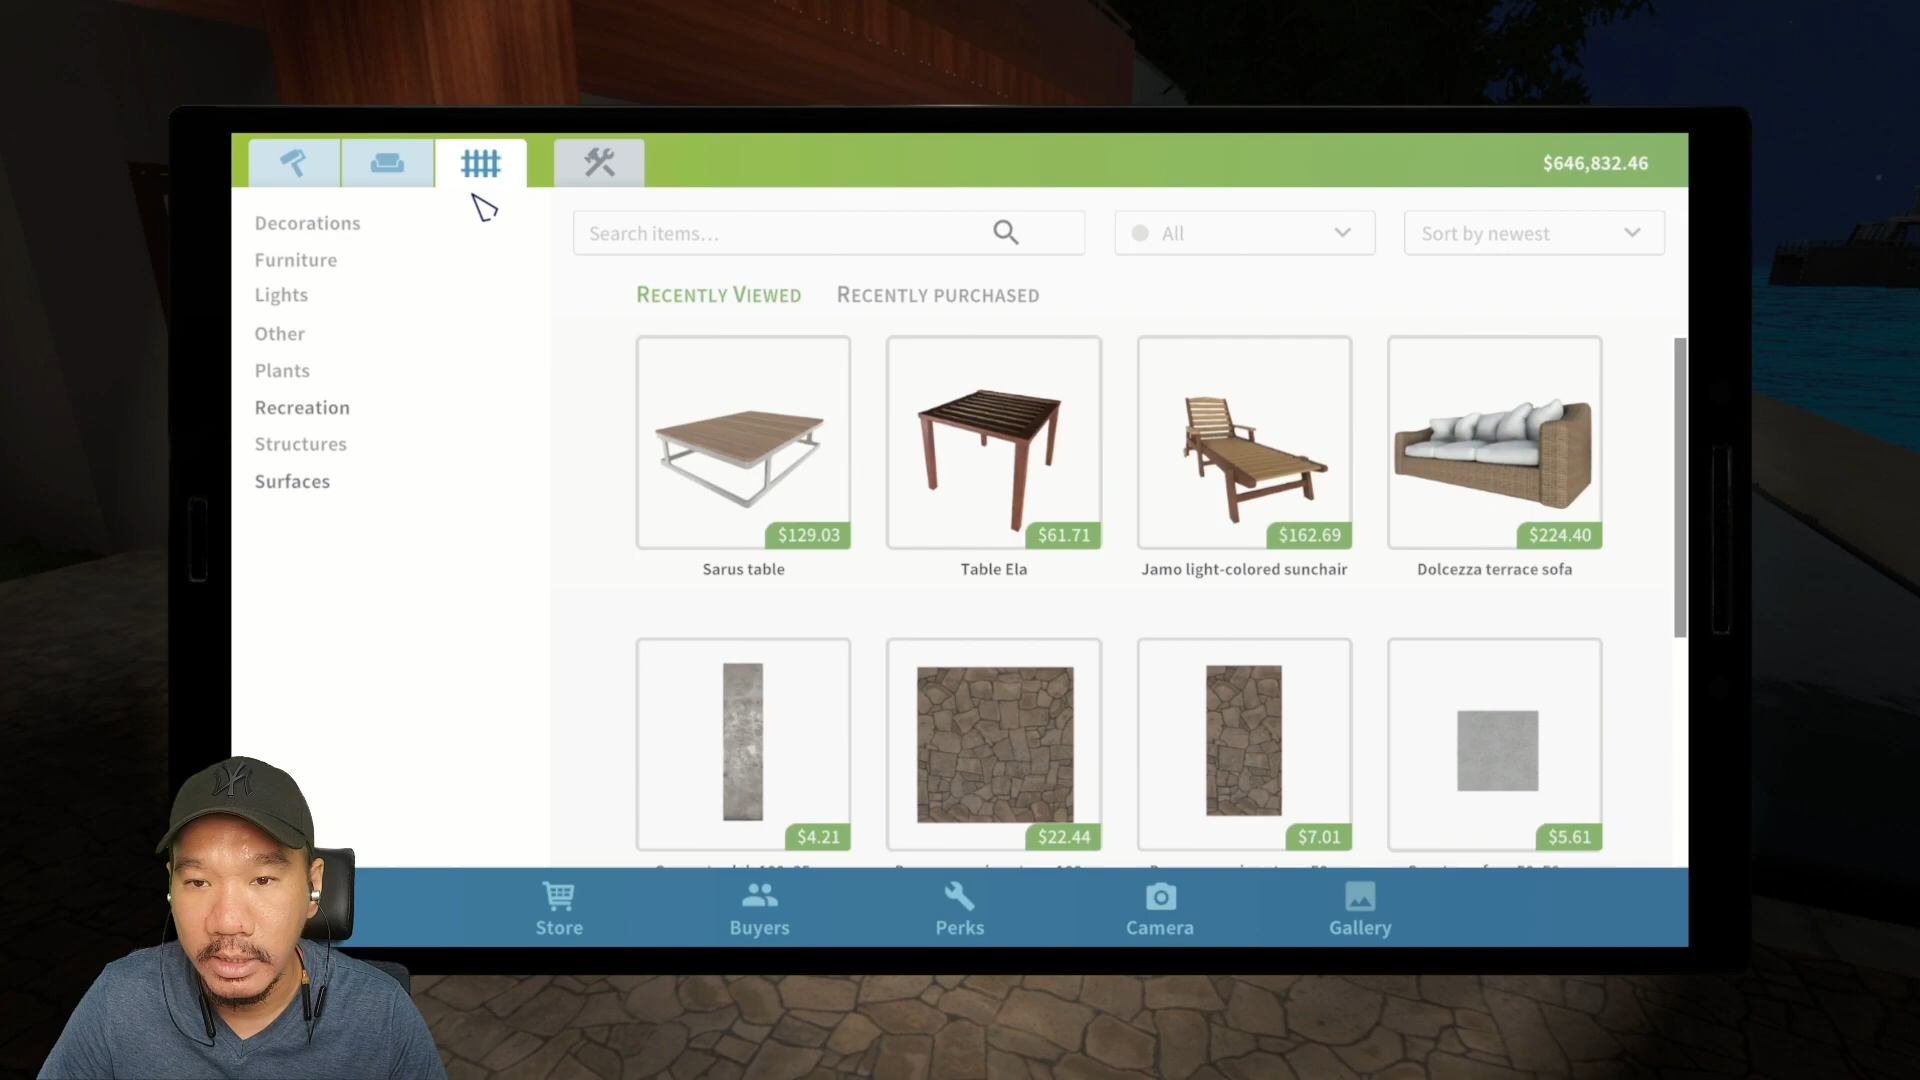 $646,832.46
Decorations
Furniture
Lights
Other
Plants
Recreation
Structures
Surfaces
Search items...
All
Sort by newest
RECENTLY VIEWED
RECENTLY PURCHASED
$129.03
$61.71
$162.69
$224.40
Sarus table
Table Ela
Jamo light-colored sunchair
Dolcezza terrace sofa
$4.21
$22.44
$7.01
$5.61
Store
Buyers
Perks
Camera
Gallery